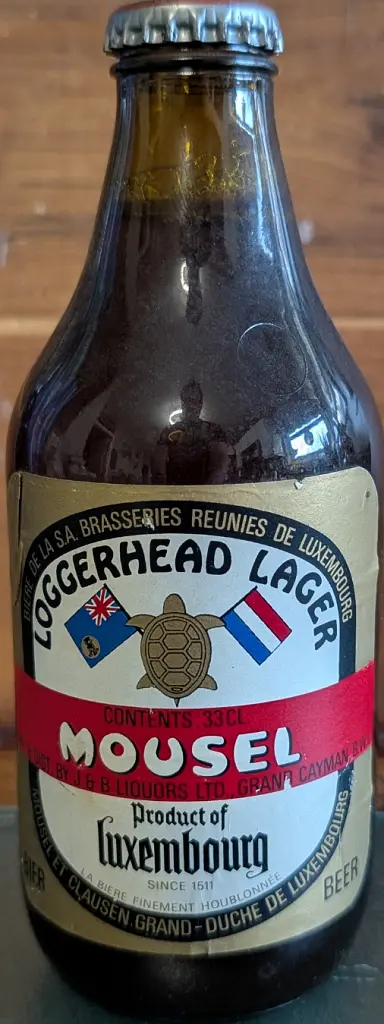 BIERE DE LA S.A. BRASSERIES REUNIES DE LUXEMBOURG
LOGGERHEAD LAGER
CONTENTS 33CL.
MOUSEL
DIST. BY J & B LIQUORS LTD., GRAND CAYMAN B.W.I.
Product of
Luxembourg
SINCE 1511
LA BIERE FINEMENT HOUBLONNÉE
MOUSEL ET CLAUSEN GRAND-DUCHE DE LUXEMBOURG
BIER
BEER